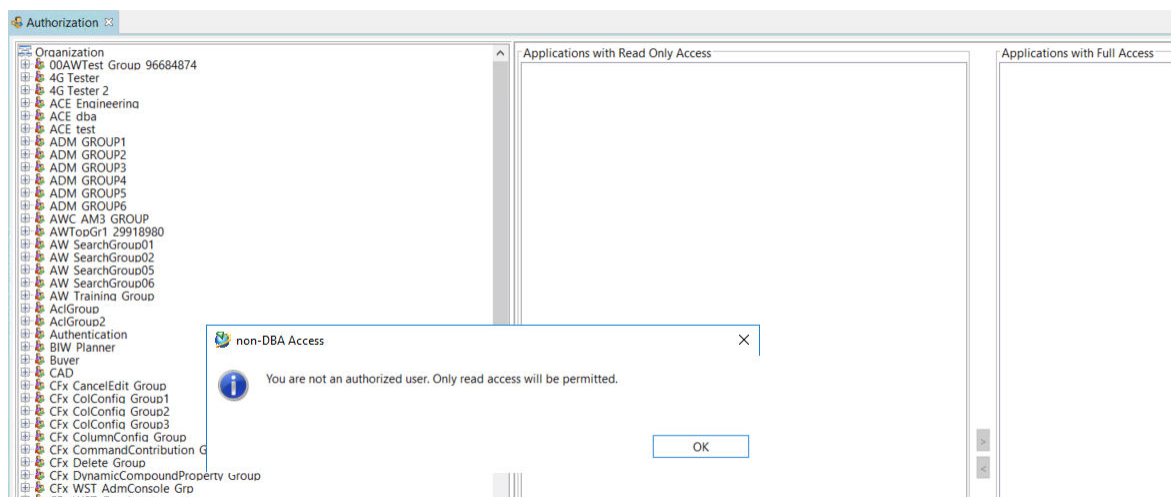 Authorization
Organization
00AWTest Group 96684874
4G Tester
4G Tester 2
ACE Engineering
ACE dba
ACE test
ADM GROUP1
ADM GROUP2
ADM GROUP3
ADM GROUP4
ADM GROUP5
ADM GROUP6
AWC AM3 GROUP
AWTopGr1 29918980
AW SearchGroup01
AW SearchGroup02
AW SearchGroup05
AW SearchGroup06
AW Training Group
AclGroup
AclGroup2
Authentication
BIW Planner
Buyer
CAD
CFx CancelEdit Group
CFx ColConfig Group1
CFx ColConfig Group2
CFx ColConfig Group3
CFx ColumnConfig Group
CFx CommandContribution G
CFx Delete Group
CFx DynamicCompoundProperty Group
CFx WST AdmConsole Grp
Applications with Read Only Access
Applications with Full Access
>
<
non-DBA Access
You are not an authorized user. Only read access will be permitted.
OK